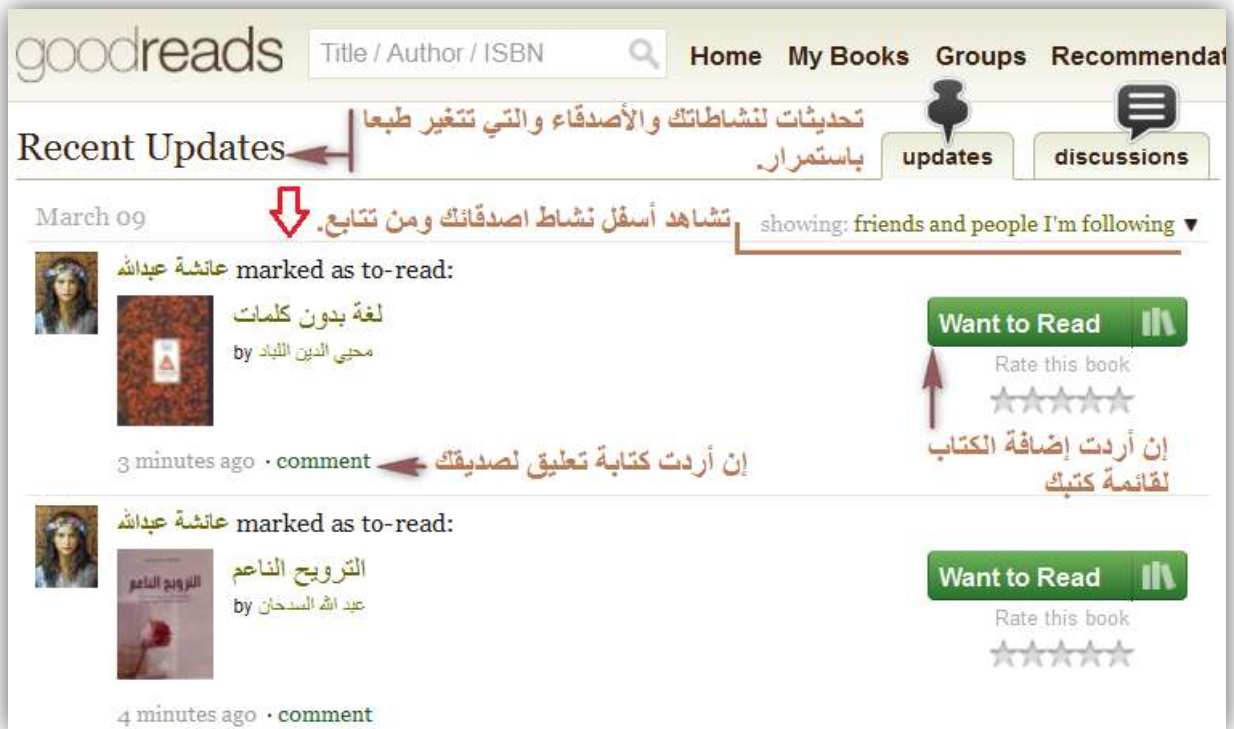 goodreads
Title / Author / ISBN
Home My Books Groups Recommendat
Recent Updates
تحديثات لنشاطاتك والأصدقاء والتي تتغير طبعا
باستمرار.
updates
discussions
March 09
تشاهد أسفل نشاط اصدقائك ومن تتابع.
showing: friends and people I'm following ▼
عائشة عبدالله marked as to-read:
لغة بدون كلمات
by محيي الدين اللباد
Want to Read
Rate this book
إن أردت إضافة الكتاب
لقائمة كتبك
3 minutes ago · comment
إن أردت كتابة تعليق لصديقك
عائشة عبدالله marked as to-read:
الترويح الناعم
الترويح الناعم
by عبد الله السدحان
Want to Read
Rate this book
4 minutes ago · comment